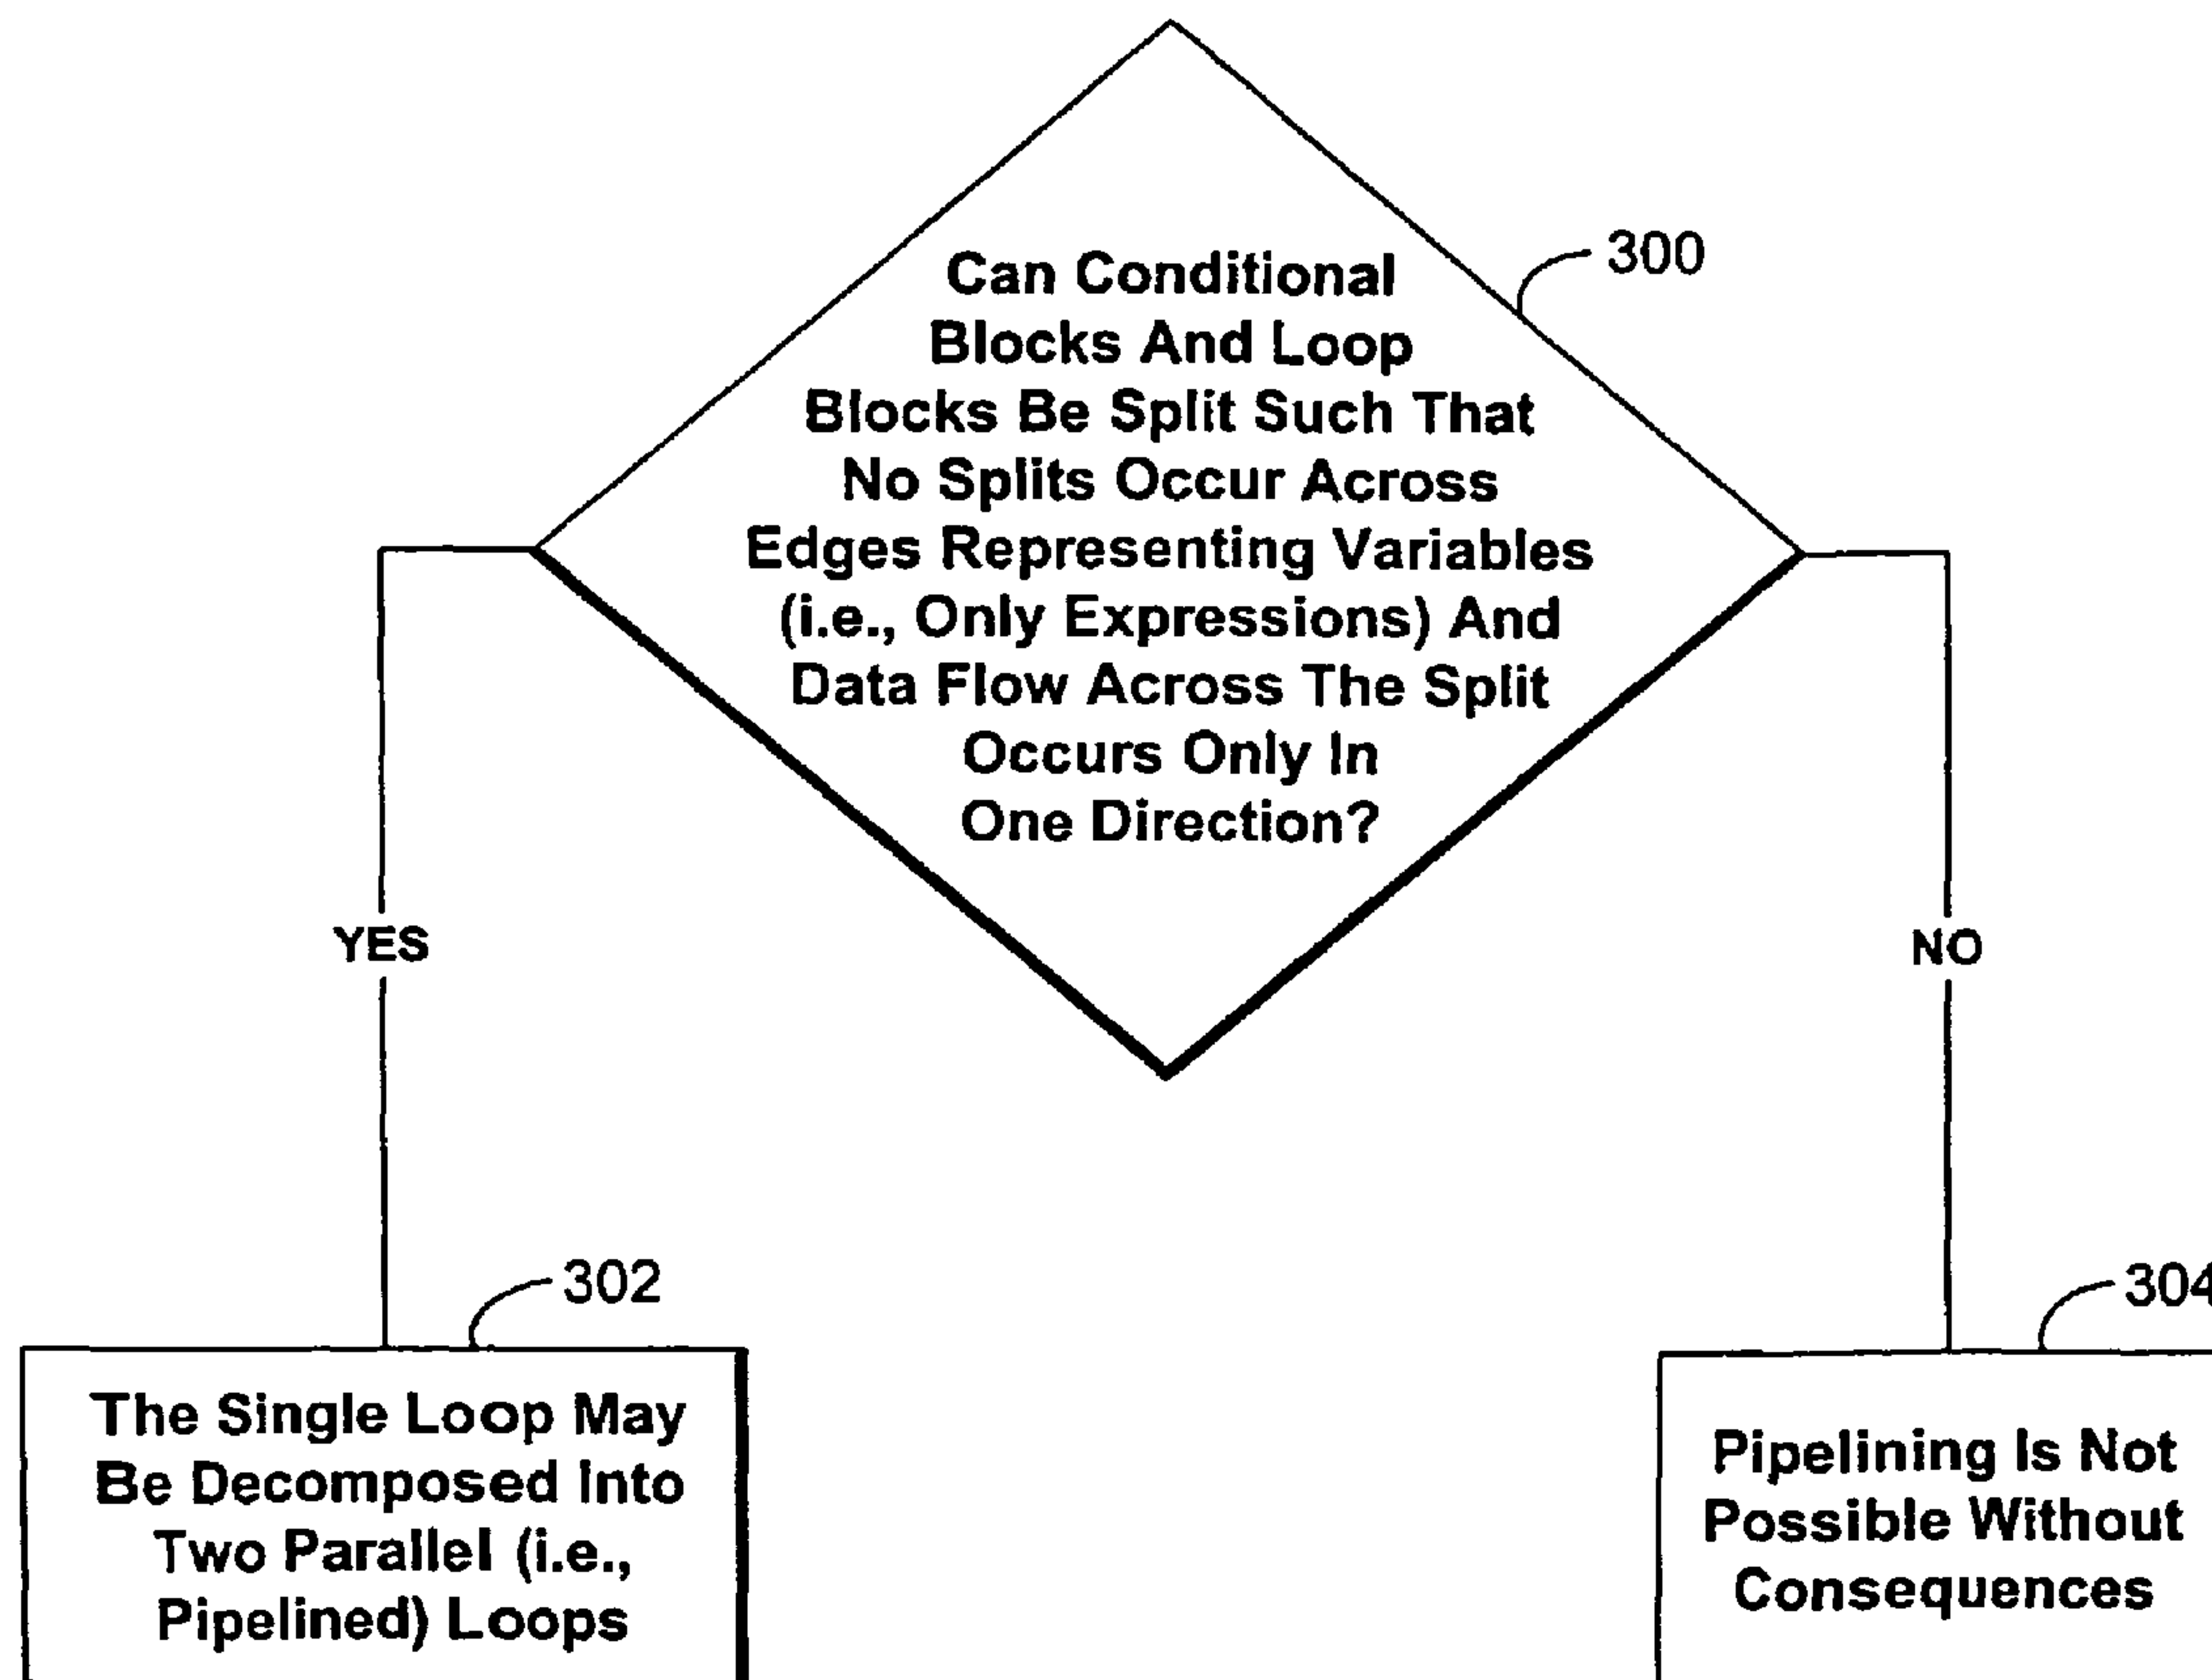 300
Can Conditional
Blocks And Loop
Blocks Be Split Such That
No Splits Occur Across
Edges Representing Variables
(i.e., Only Expressions) And
Data Flow Across The Split
Occurs Only In
One Direction?
YES
NO
302
304
The Single Loop May
Be Decomposed Into
Two Parallel (i.e.,
Pipelined) Loops
Pipelining Is Not
Possible Without
Consequences